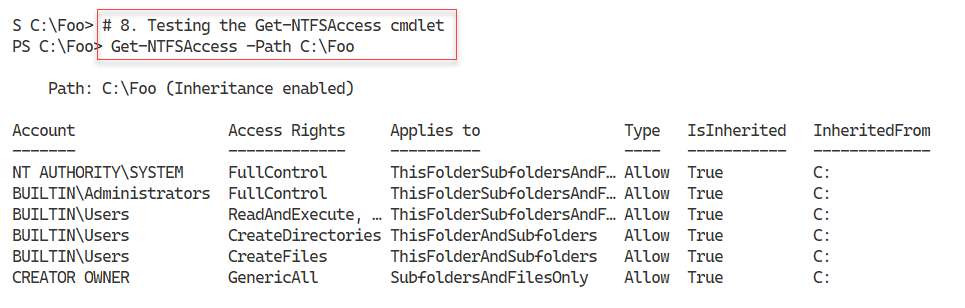 S C:\Foo> # 8. Testing the Get-NTFSAccess cmdlet
PS C:\Foo> Get-NTFSAccess -Path C:\Foo
Path: C:\Foo (Inheritance enabled)
Account Access Rights Applies to Type IsInherited InheritedFrom
------- ------------- ---------- ---- ----------- -------------
NT AUTHORITY\SYSTEM FullControl ThisFolderSubfoldersAndF… Allow True C:
BUILTIN\Administrators FullControl ThisFolderSubfoldersAndF… Allow True C:
BUILTIN\Users ReadAndExecute, … ThisFolderSubfoldersAndF… Allow True C:
BUILTIN\Users CreateDirectories ThisFolderAndSubfolders Allow True C:
BUILTIN\Users CreateFiles ThisFolderAndSubfolders Allow True C:
CREATOR OWNER GenericAll SubfoldersAndFilesOnly Allow True C: